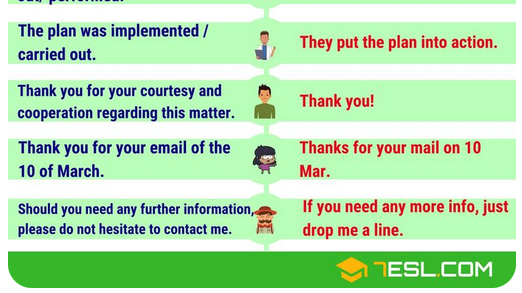 The plan was implemented /
carried out.
They put the plan into action.
Thank you for your courtesy and
cooperation regarding this matter.
Thank you!
Thank you for your email of the
10 of March.
Thanks for your mail on 10
Mar.
Should you need any further information,
please do not hesitate to contact me.
If you need any more info, just
drop me a line.
7ESL.COM